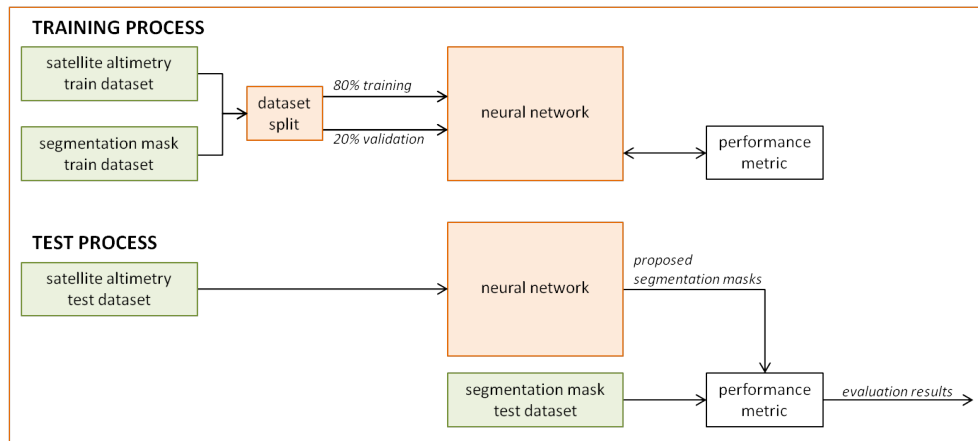 TRAINING PROCESS
satellite altimetry
train dataset
segmentation mask
train dataset
dataset
split
80% training
20% validation
neural network
performance
metric
TEST PROCESS
satellite altimetry
test dataset
neural network
proposed
segmentation masks
segmentation mask
test dataset
performance
metric
evaluation results